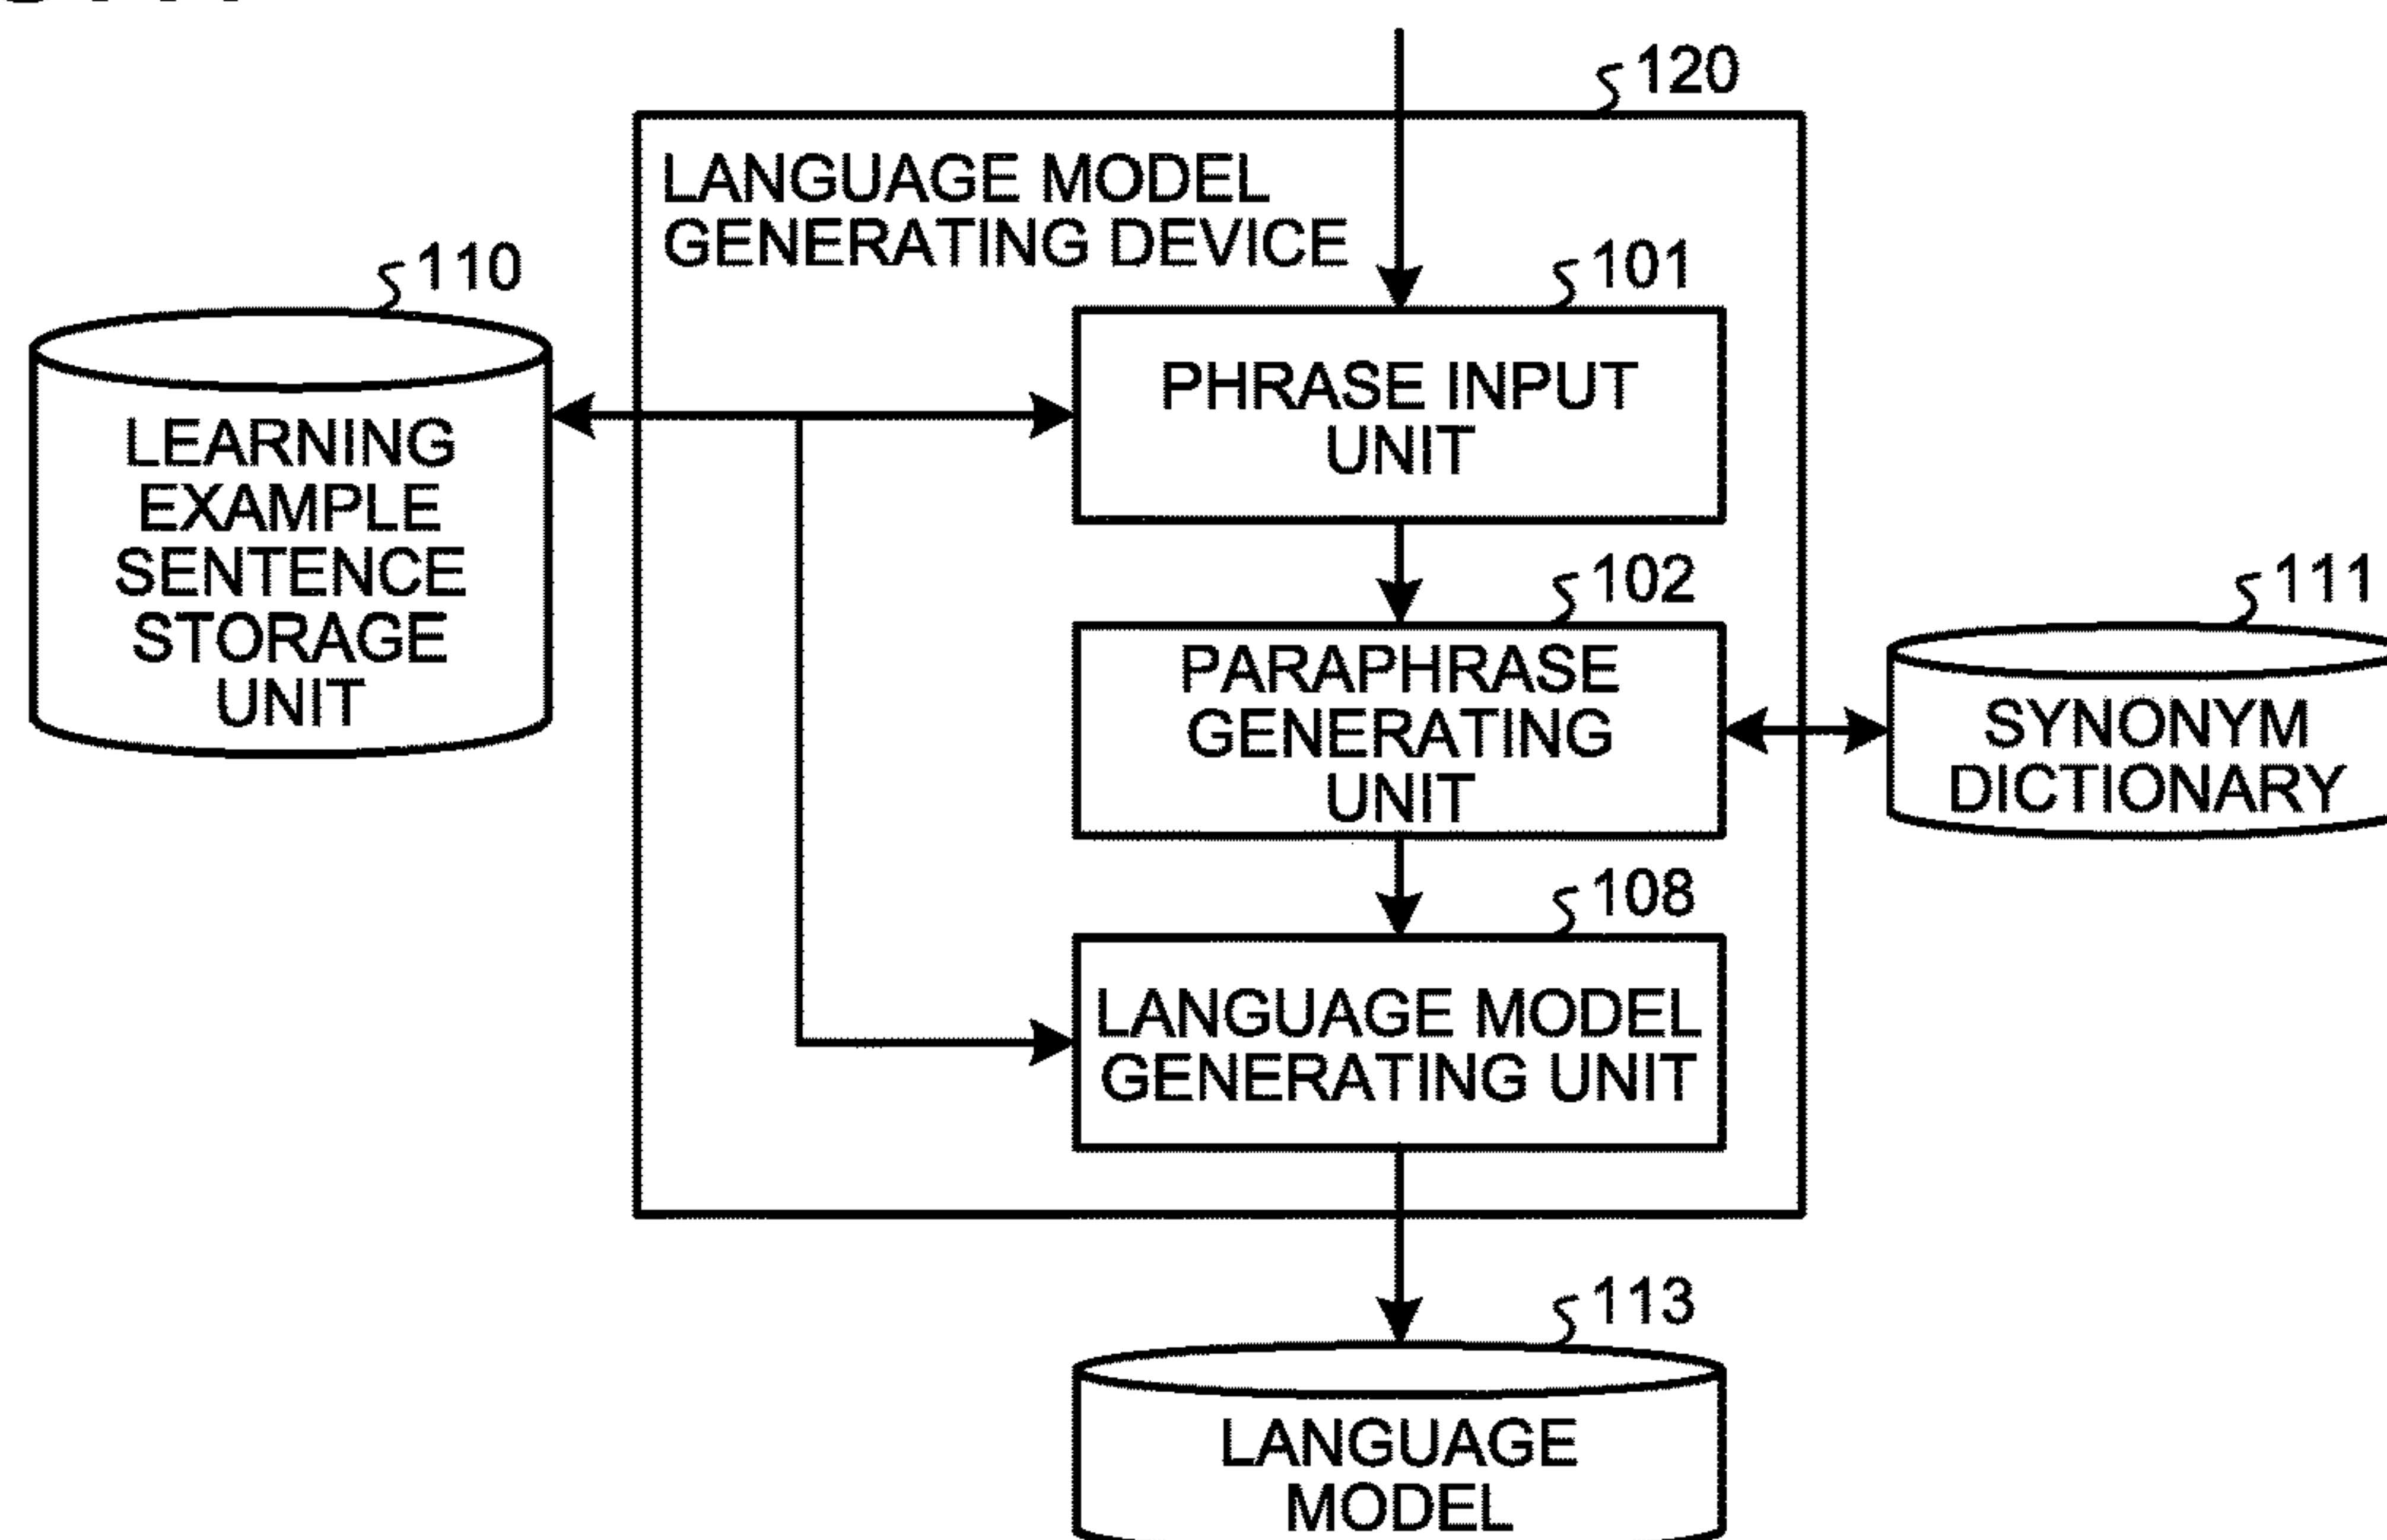 120
LANGUAGE MODEL
GENERATING DEVICE
110
101
LEARNING
EXAMPLE
SENTENCE
STORAGE
UNIT
PHRASE INPUT
UNIT
102
111
PARAPHRASE
GENERATING
UNIT
SYNONYM
DICTIONARY
108
LANGUAGE MODEL
GENERATING UNIT
113
LANGUAGE
MODEL